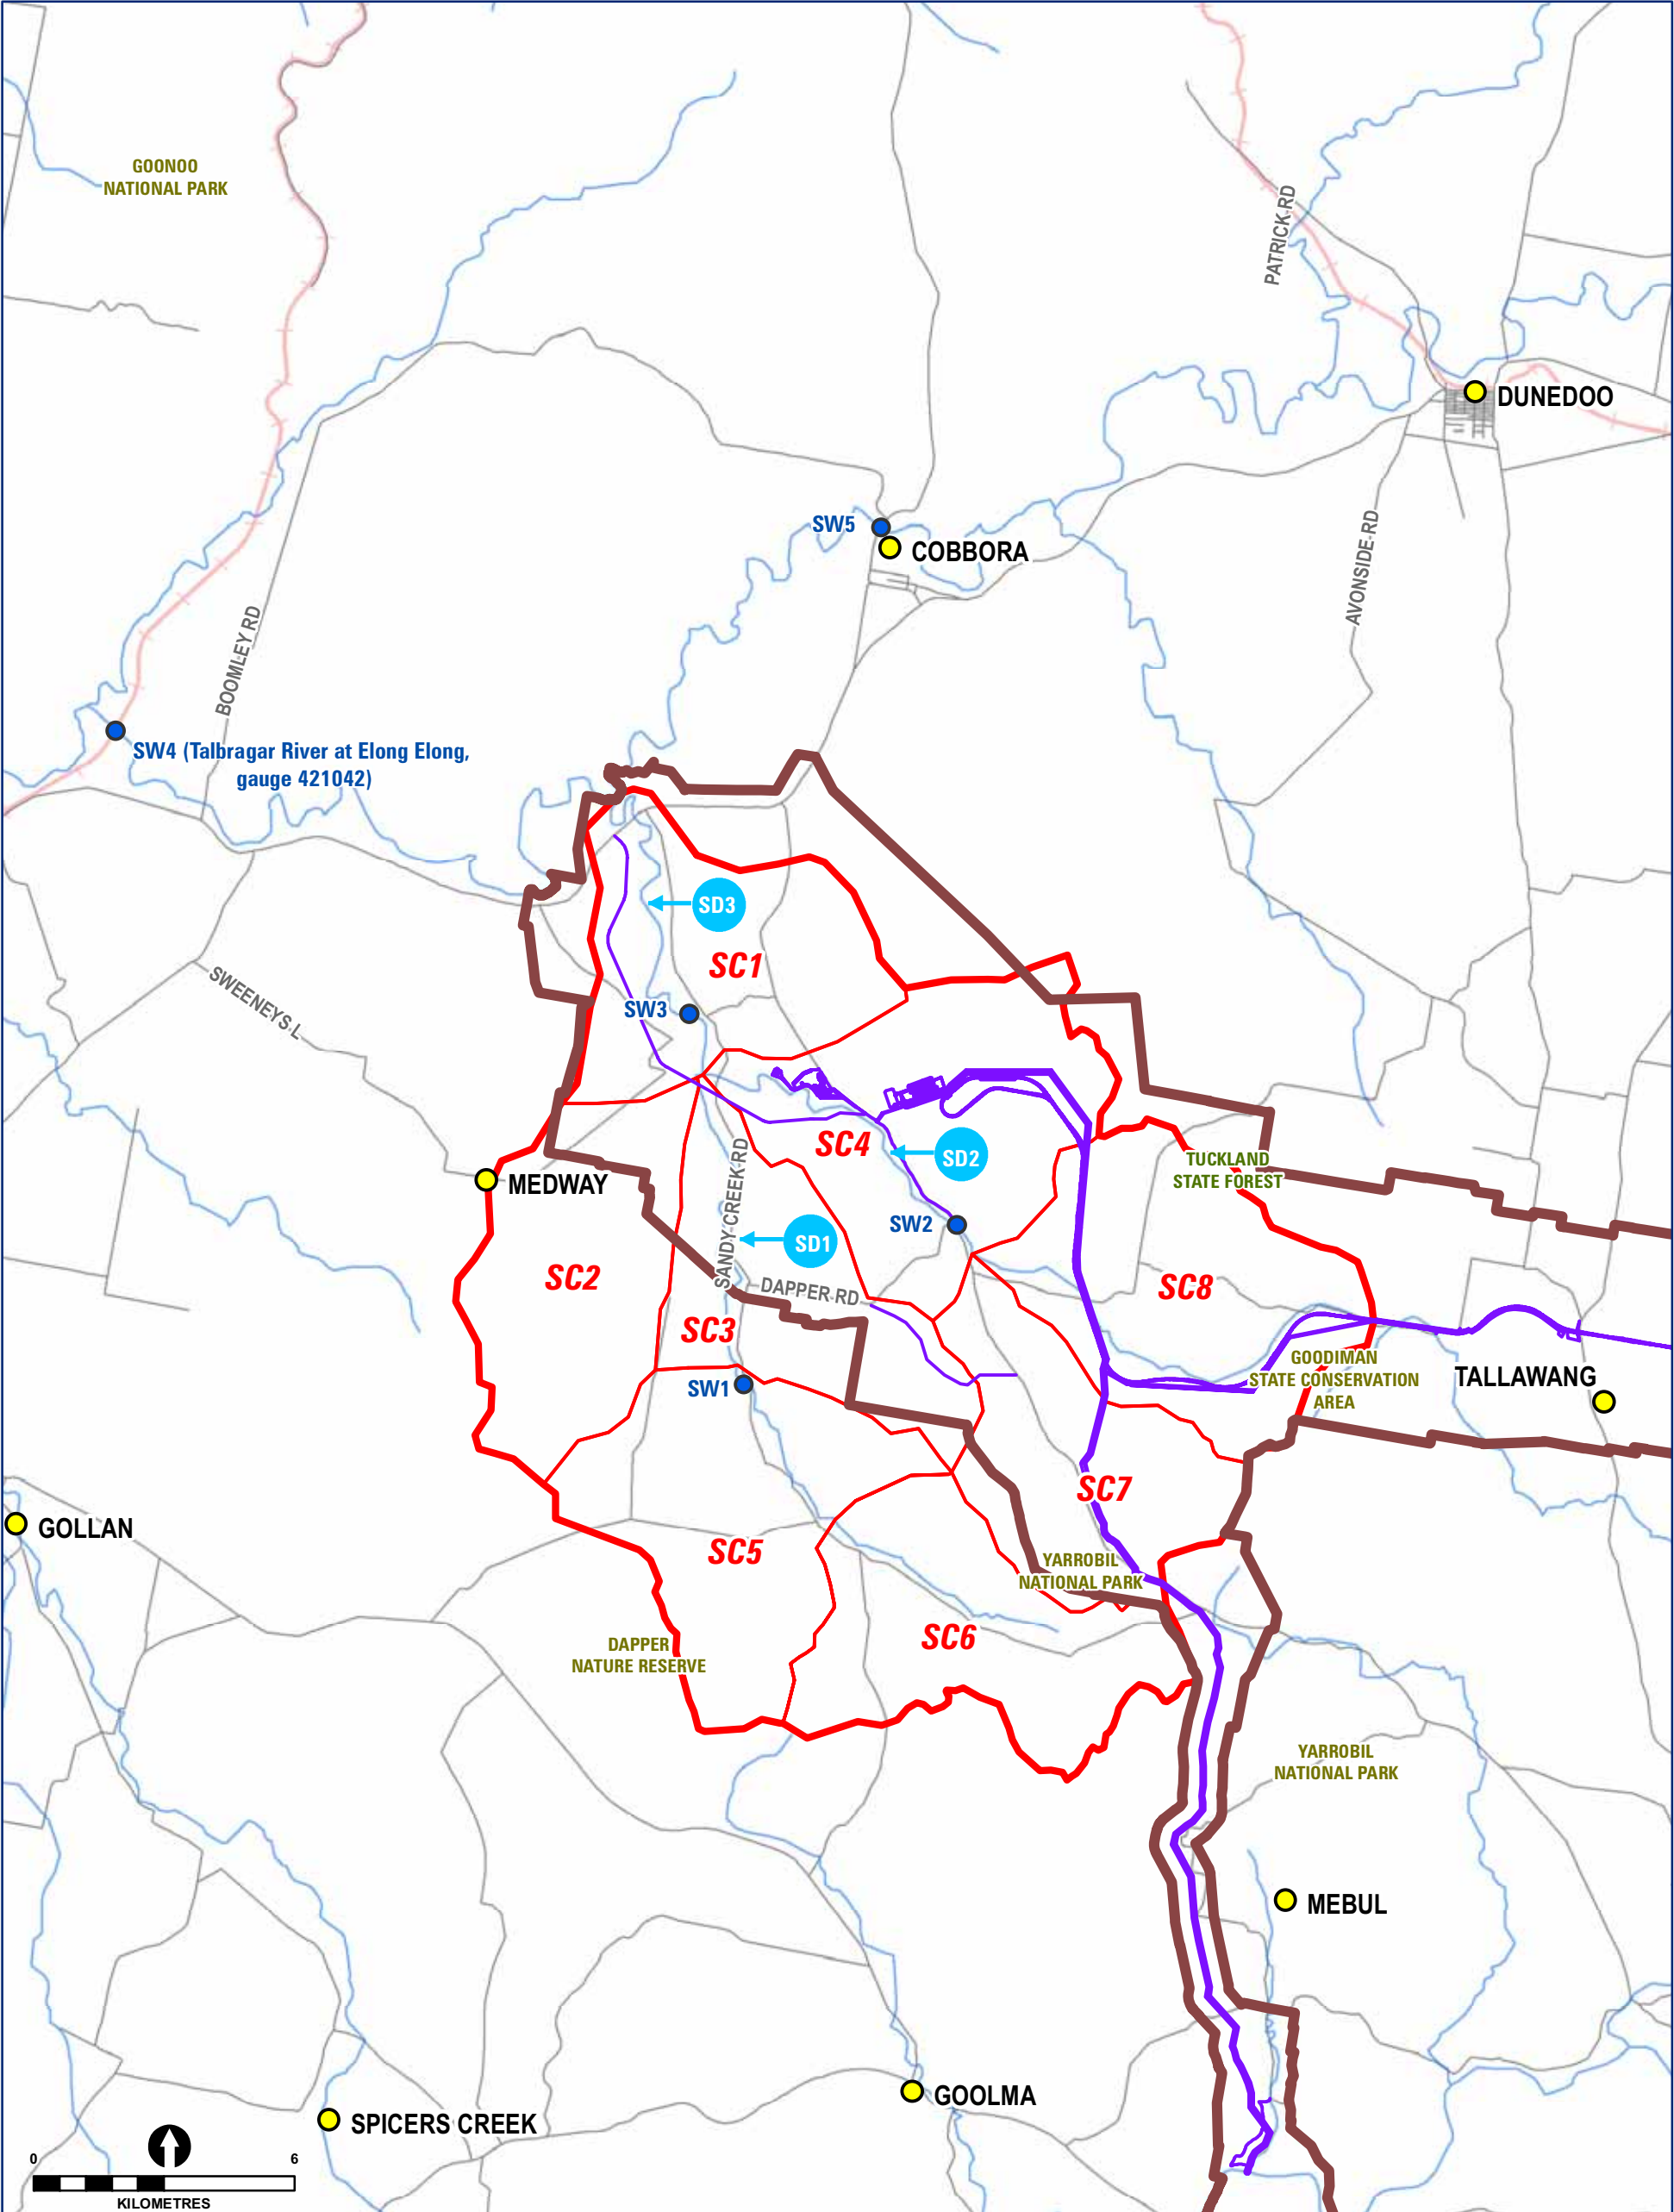 GOONOO
NATIONAL PARK
PATRICK RD
DUNEDOO
SW5
COBBORA
AVONSIDE RD
BOOMLEY RD
SW4 (Talbragar River at Elong Elong,
gauge 421042)
SD3
SC1
SWEENEYS L
SW3
SC4
SD2
TUCKLAND
STATE FOREST
MEDWAY
SANDY CREEK RD
SW2
SD1
SC2
DAPPER RD
SC8
SC3
GOODIMAN
STATE CONSERVATION
AREA
TALLAWANG
SW1
SC7
GOLLAN
SC5
YARROBIL
NATIONAL PARK
SC6
DAPPER
NATURE RESERVE
YARROBIL
NATIONAL PARK
MEBUL
GOOLMA
SPICERS CREEK
0 6
KILOMETRES